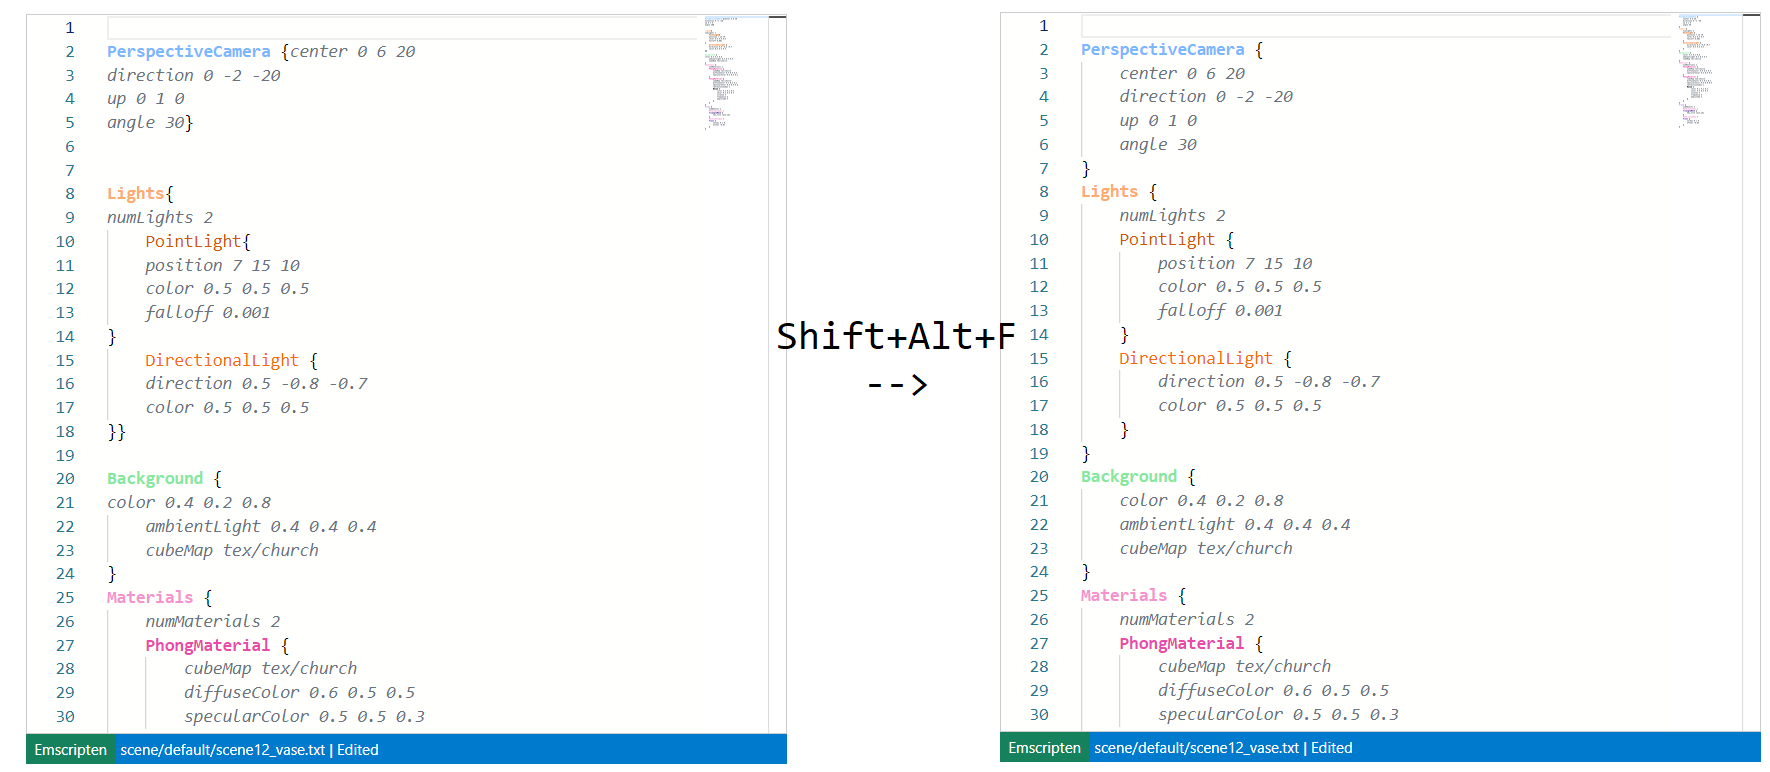 1
2 PerspectiveCamera {center 0 6 20
3 direction 0 -2 -20
4 up 0 1 0
5 angle 30}
6
7
8 Lights{
9 numLights 2
10 PointLight{
11 position 7 15 10
12 color 0.5 0.5 0.5
13 falloff 0.001
14 }
15 DirectionalLight {
16 direction 0.5 -0.8 -0.7
17 color 0.5 0.5 0.5
18 }}
19
20 Background {
21 color 0.4 0.2 0.8
22 ambientLight 0.4 0.4 0.4
23 cubeMap tex/church
24 }
25 Materials {
26 numMaterials 2
27 PhongMaterial {
28 cubeMap tex/church
29 diffuseColor 0.6 0.5 0.5
30 specularColor 0.5 0.5 0.3
Emscripten scene/default/scene12_vase.txt | Edited
Shift+Alt+F
-->
1
2 PerspectiveCamera {
3 center 0 6 20
4 direction 0 -2 -20
5 up 0 1 0
6 angle 30
7 }
8 Lights {
9 numLights 2
10 PointLight {
11 position 7 15 10
12 color 0.5 0.5 0.5
13 falloff 0.001
14 }
15 DirectionalLight {
16 direction 0.5 -0.8 -0.7
17 color 0.5 0.5 0.5
18 }
19 }
20 Background {
21 color 0.4 0.2 0.8
22 ambientLight 0.4 0.4 0.4
23 cubeMap tex/church
24 }
25 Materials {
26 numMaterials 2
27 PhongMaterial {
28 cubeMap tex/church
29 diffuseColor 0.6 0.5 0.5
30 specularColor 0.5 0.5 0.3
Emscripten scene/default/scene12_vase.txt | Edited